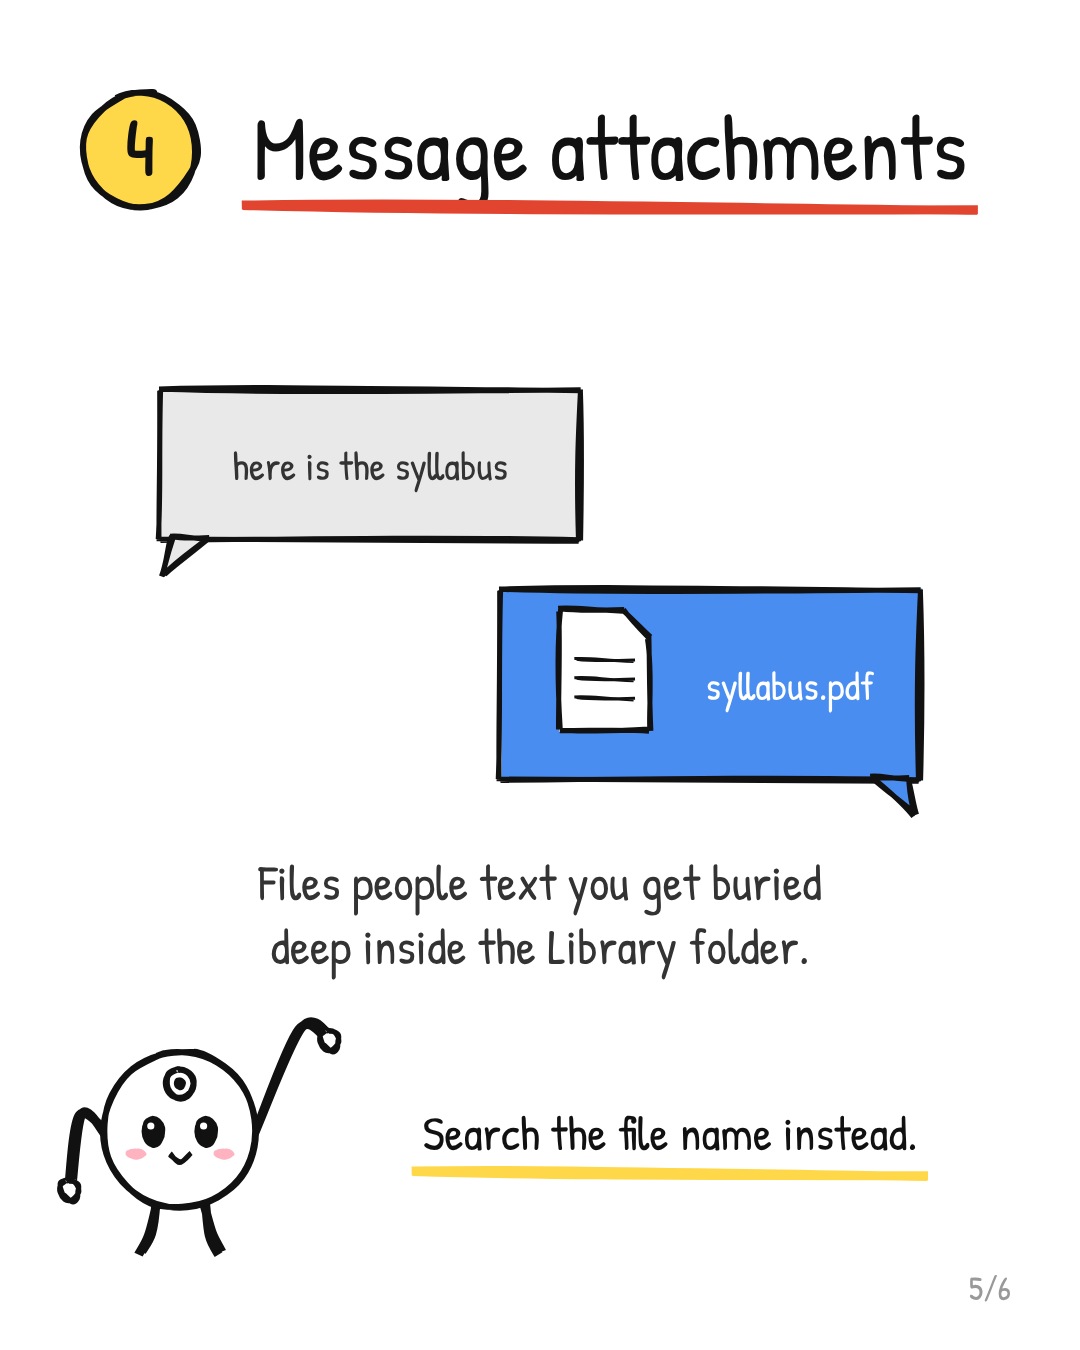 4
Message attachments
here is the syllabus
syllabus.pdf
Files people text you get buried
deep inside the Library folder.
Search the file name instead.
5/6